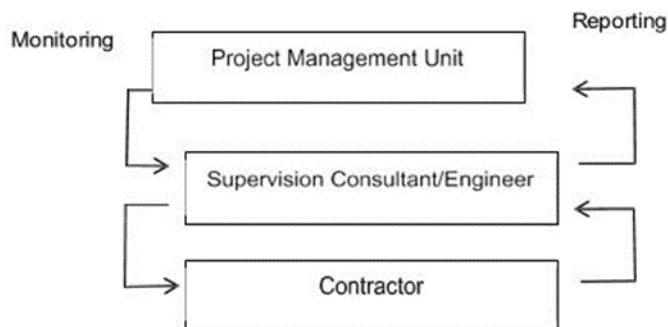 Reporting
Monitoring
Project Management Unit
Supervision Consultant/Engineer
Contractor